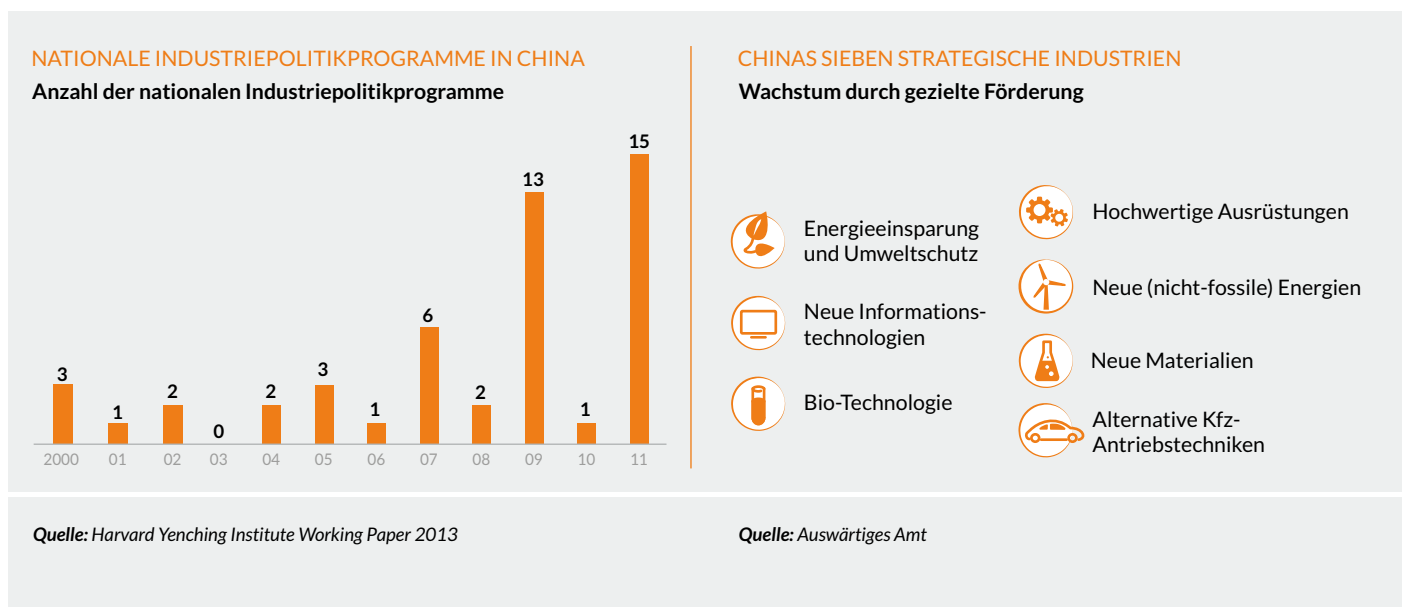 NATIONALE INDUSTRIEPOLITIKPROGRAMME IN CHINA
Anzahl der nationalen Industriepolitikprogramme
3
1
2
0
2
3
1
6
2
13
1
15
2000 01 02 03 04 05 06 07 08 09 10 11
Quelle: Harvard Yenching Institute Working Paper 2013
CHINAS SIEBEN STRATEGISCHE INDUSTRIEN
Wachstum durch gezielte Förderung
Energieeinsparung
und Umweltschutz
Neue Informations-
technologien
Bio-Technologie
Hochwertige Ausrüstungen
Neue (nicht-fossile) Energien
Neue Materialien
Alternative Kfz-
Antriebstechniken
Quelle: Auswärtiges Amt